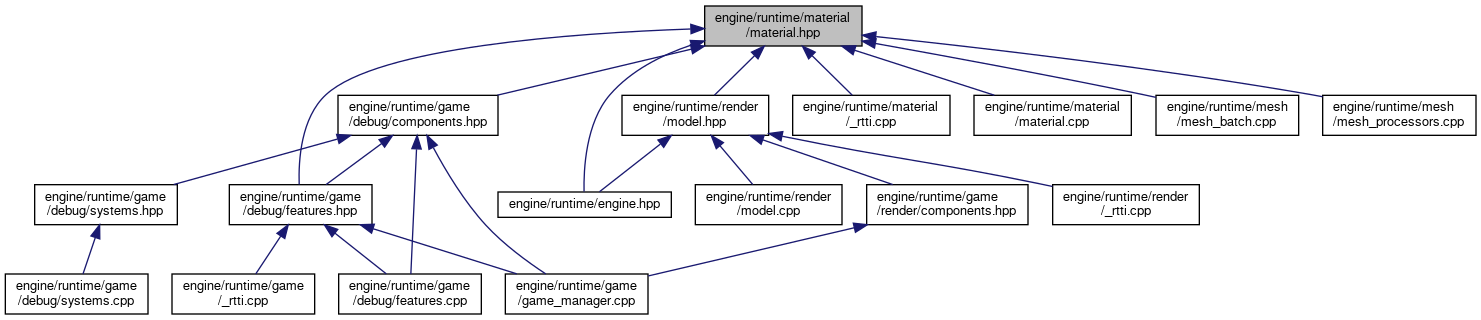 engine/runtime/material
/material.hpp
engine/runtime/game
/debug/components.hpp
engine/runtime/render
/model.hpp
engine/runtime/material
/_rtti.cpp
engine/runtime/material
/material.cpp
engine/runtime/mesh
/mesh_batch.cpp
engine/runtime/mesh
/mesh_processors.cpp
engine/runtime/game
/debug/systems.hpp
engine/runtime/game
/debug/features.hpp
engine/runtime/engine.hpp
engine/runtime/render
/model.cpp
engine/runtime/game
/render/components.hpp
engine/runtime/render
/_rtti.cpp
engine/runtime/game
/debug/systems.cpp
engine/runtime/game
/_rtti.cpp
engine/runtime/game
/debug/features.cpp
engine/runtime/game
/game_manager.cpp